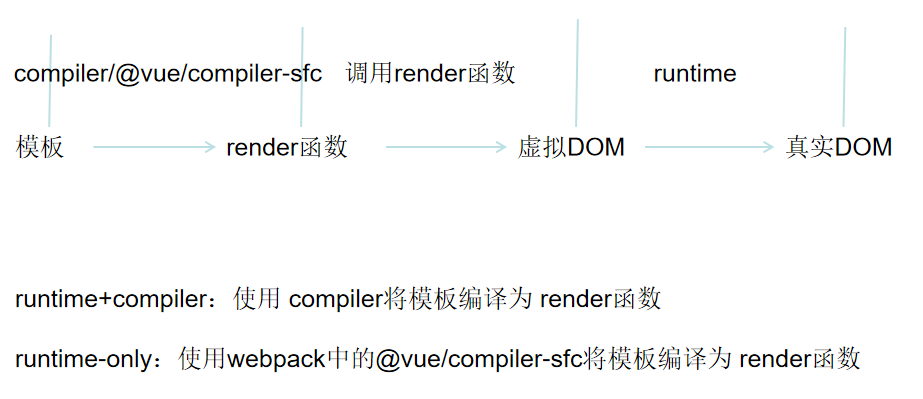 compiler/@vue/compiler-sfc 调用render函数 runtime
模板 render函数 虚拟DOM 真实DOM
runtime+compiler：使用 compiler将模板编译为 render函数
runtime-only：使用webpack中的@vue/compiler-sfc将模板编译为 render函数